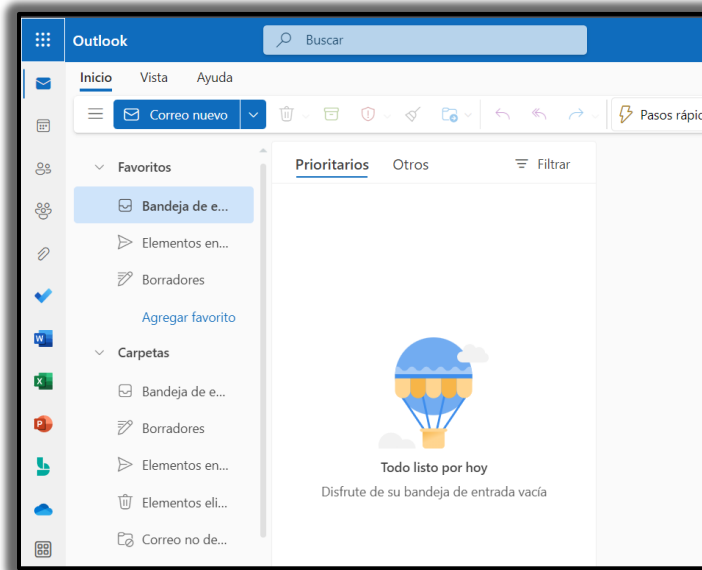 Outlook
Buscar
Inicio Vista Ayuda
Correo nuevo
Pasos rápic
Favoritos
Prioritarios Otros Filtrar
Bandeja de e...
Elementos en...
Borradores
Agregar favorito
Carpetas
Bandeja de e...
Borradores
Elementos en...
Todo listo por hoy
Disfrute de su bandeja de entrada vacía
Elementos eli...
Correo no de...